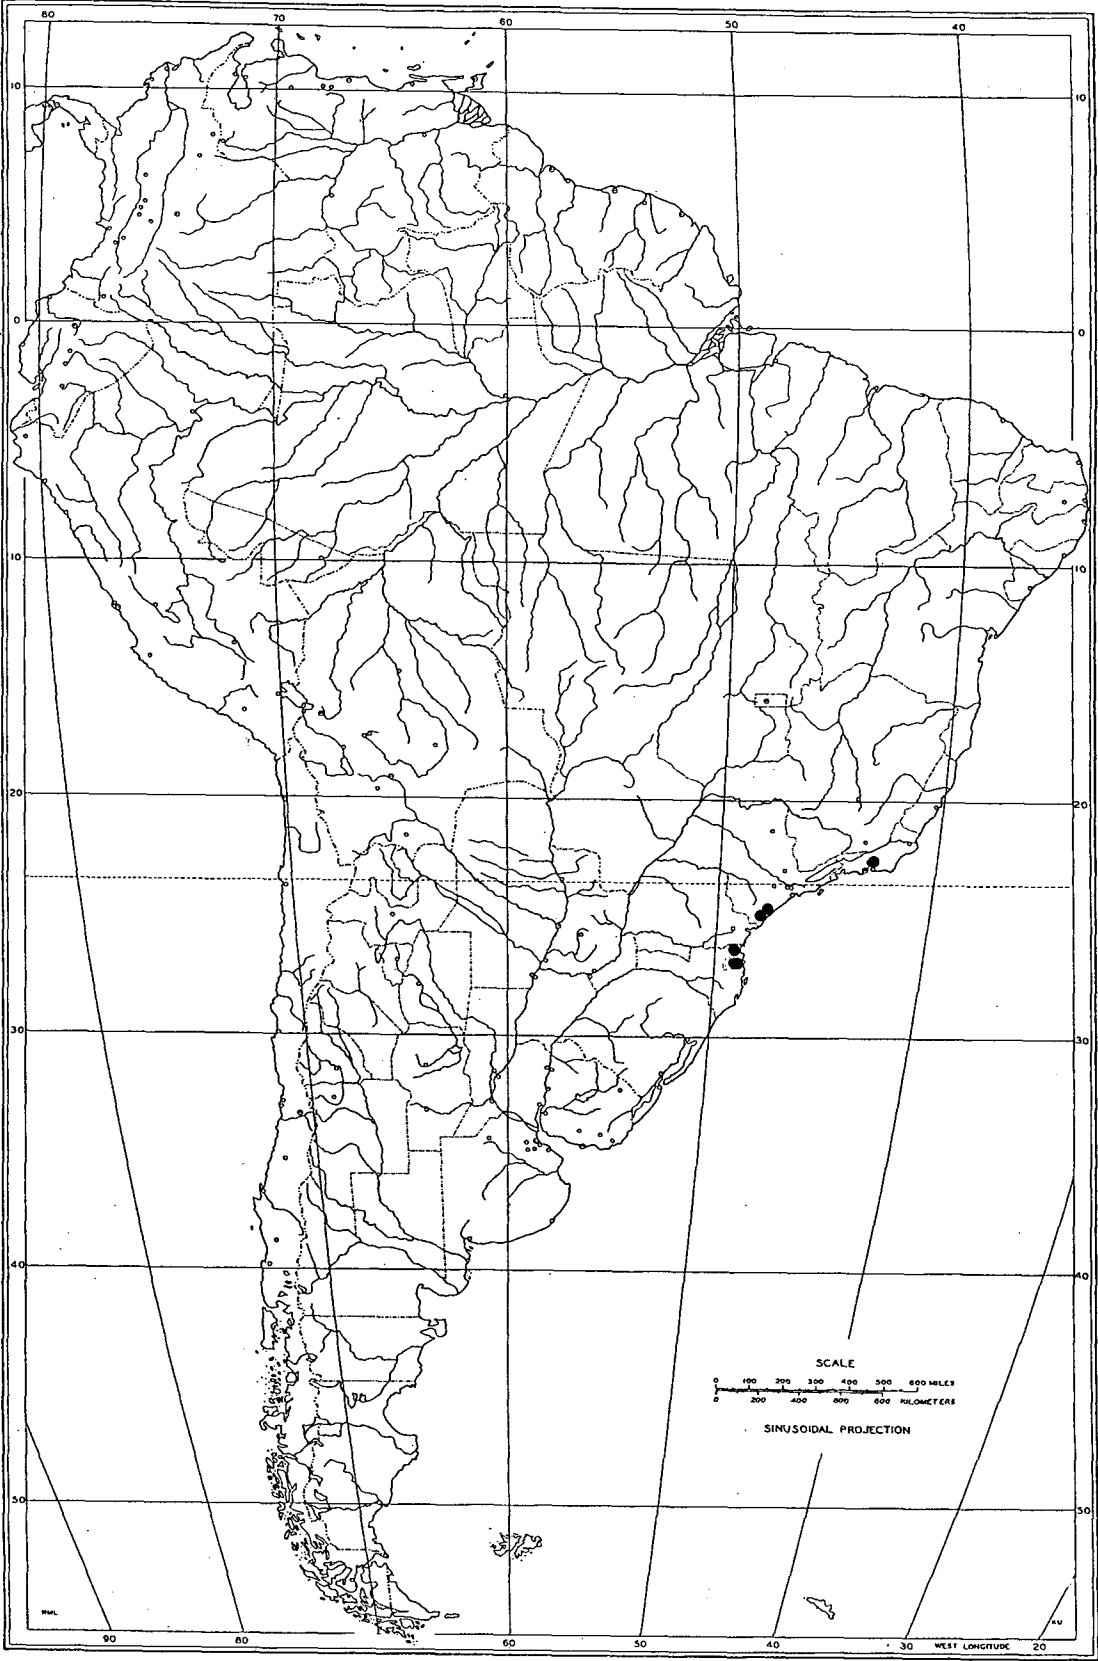 80 70 60 50 40
10 10
0 0
10 10
20 20
30 30
40 40
SCALE
0 100 200 300 400 500 600 MILES
0 200 400 600 800 KILOMETERS
SINUSOIDAL PROJECTION
50 50
RML KU
90 80 60 50 40 30 WEST LONGITUDE 20